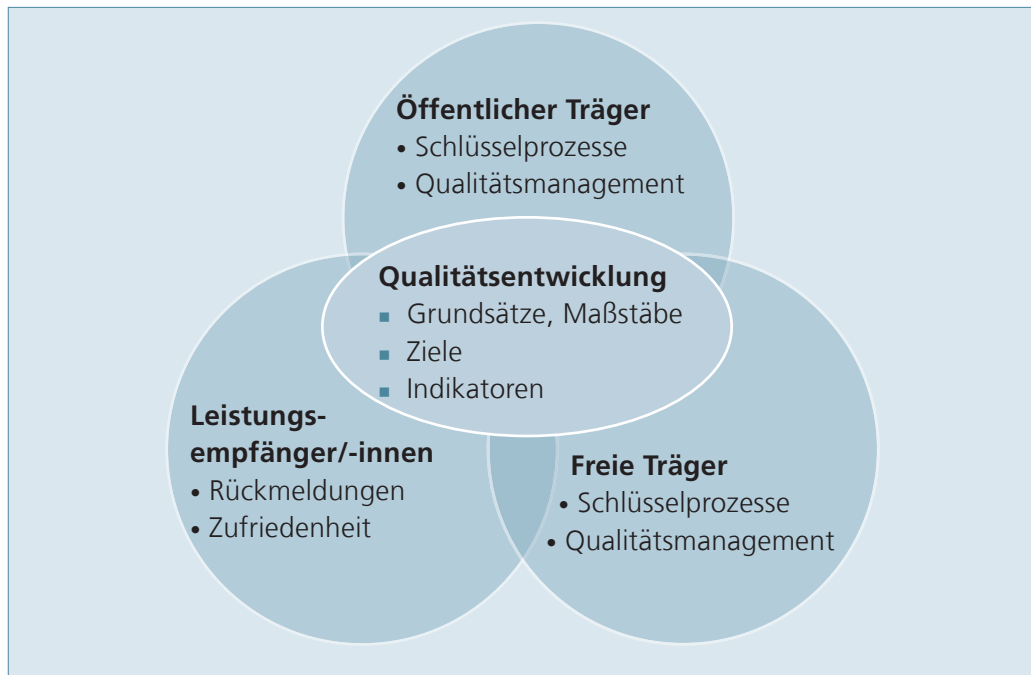 Öffentlicher Träger
• Schlüsselprozesse
• Qualitätsmanagement
Qualitätsentwicklung
▪ Grundsätze, Maßstäbe
▪ Ziele
▪ Indikatoren
Leistungs-
empfänger/-innen
• Rückmeldungen
• Zufriedenheit
Freie Träger
• Schlüsselprozesse
• Qualitätsmanagement